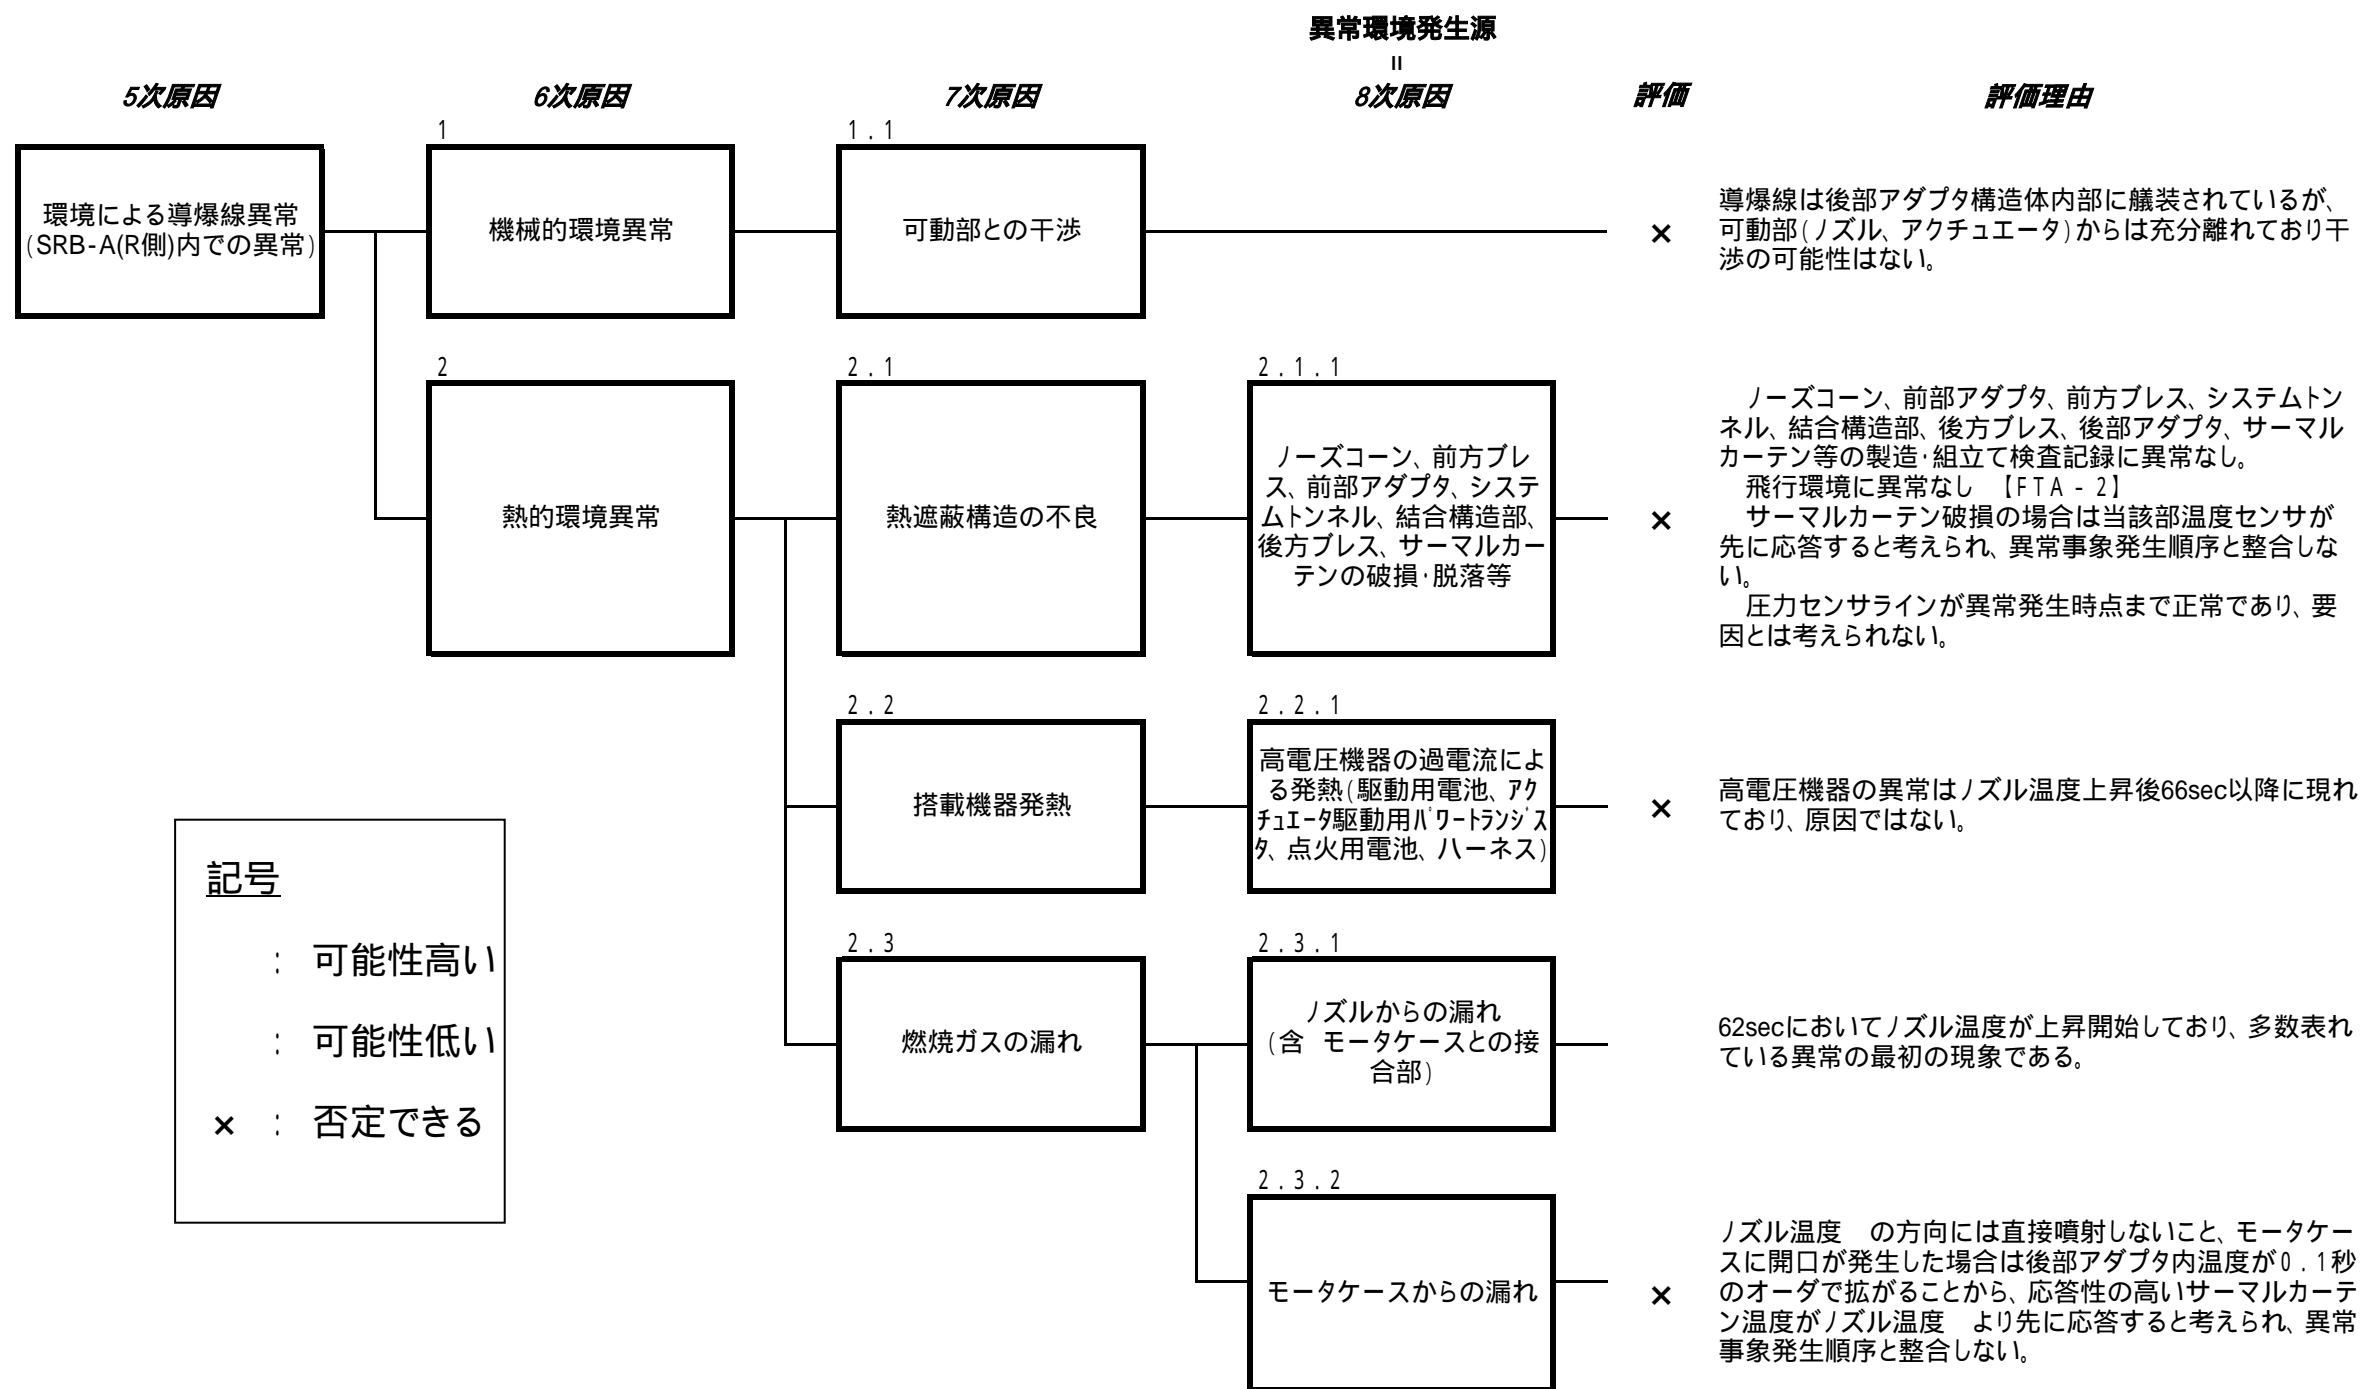 異常環境発生源
=
5次原因 6次原因 7次原因 8次原因 評価 評価理由
環境による導爆線異常
(SRB-A(R側)内での異常)
1
機械的環境異常
1.1
可動部との干渉
×
導爆線は後部アダプタ構造体内部に艤装されているが、
可動部(ノズル、アクチュエータ)からは充分離れており干
渉の可能性はない。
2
熱的環境異常
2.1
熱遮蔽構造の不良
2.1.1
ノーズコーン、前方ブレ
ス、前部アダプタ、システ
ムトンネル、結合構造部、
後方ブレス、サーマルカー
テンの破損・脱落等
×
ノーズコーン、前部アダプタ、前方ブレス、システムトン
ネル、結合構造部、後方ブレス、後部アダプタ、サーマル
カーテン等の製造・組立て検査記録に異常なし。
飛行環境に異常なし 【FTA-2】
サーマルカーテン破損の場合は当該部温度センサが
先に応答すると考えられ、異常事象発生順序と整合しな
い。
圧力センサラインが異常発生時点まで正常であり、要
因とは考えられない。
2.2
搭載機器発熱
2.2.1
高電圧機器の過電流によ
る発熱(駆動用電池、アク
チュエータ駆動用パワートランジス
タ、点火用電池、ハーネス)
×
高電圧機器の異常はノズル温度上昇後66sec以降に現れ
ており、原因ではない。
2.3
燃焼ガスの漏れ
2.3.1
ノズルからの漏れ
(含 モータケースとの接
合部)
62secにおいてノズル温度が上昇開始しており、多数表れ
ている異常の最初の現象である。
2.3.2
モータケースからの漏れ
×
ノズル温度 の方向には直接噴射しないこと、モータケー
スに開口が発生した場合は後部アダプタ内温度が0.1秒
のオーダで拡がることから、応答性の高いサーマルカーテ
ン温度がノズル温度 より先に応答すると考えられ、異常
事象発生順序と整合しない。
記号
: 可能性高い
: 可能性低い
× : 否定できる